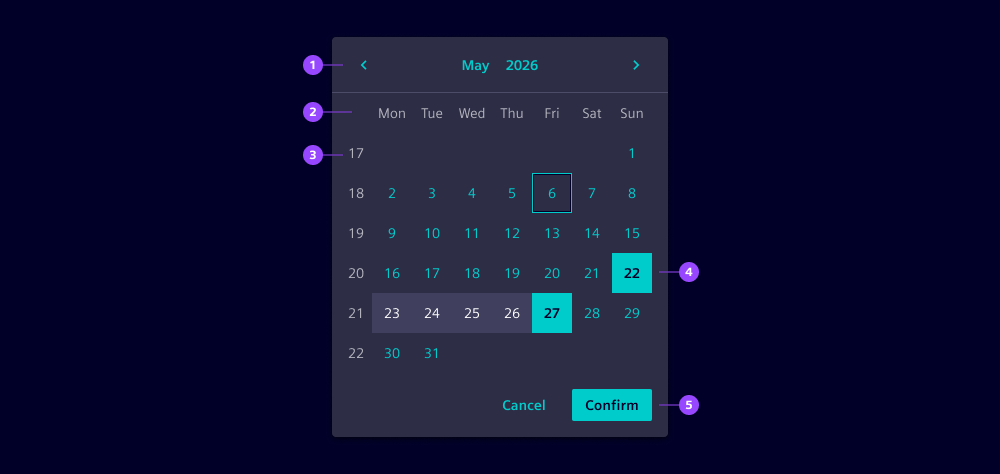 1 May 2026
2 Mon Tue Wed Thu Fri Sat Sun
3 17 1
18 2 3 4 5 6 7 8
19 9 10 11 12 13 14 15
20 16 17 18 19 20 21 22 4
21 23 24 25 26 27 28 29
22 30 31
Cancel Confirm 5